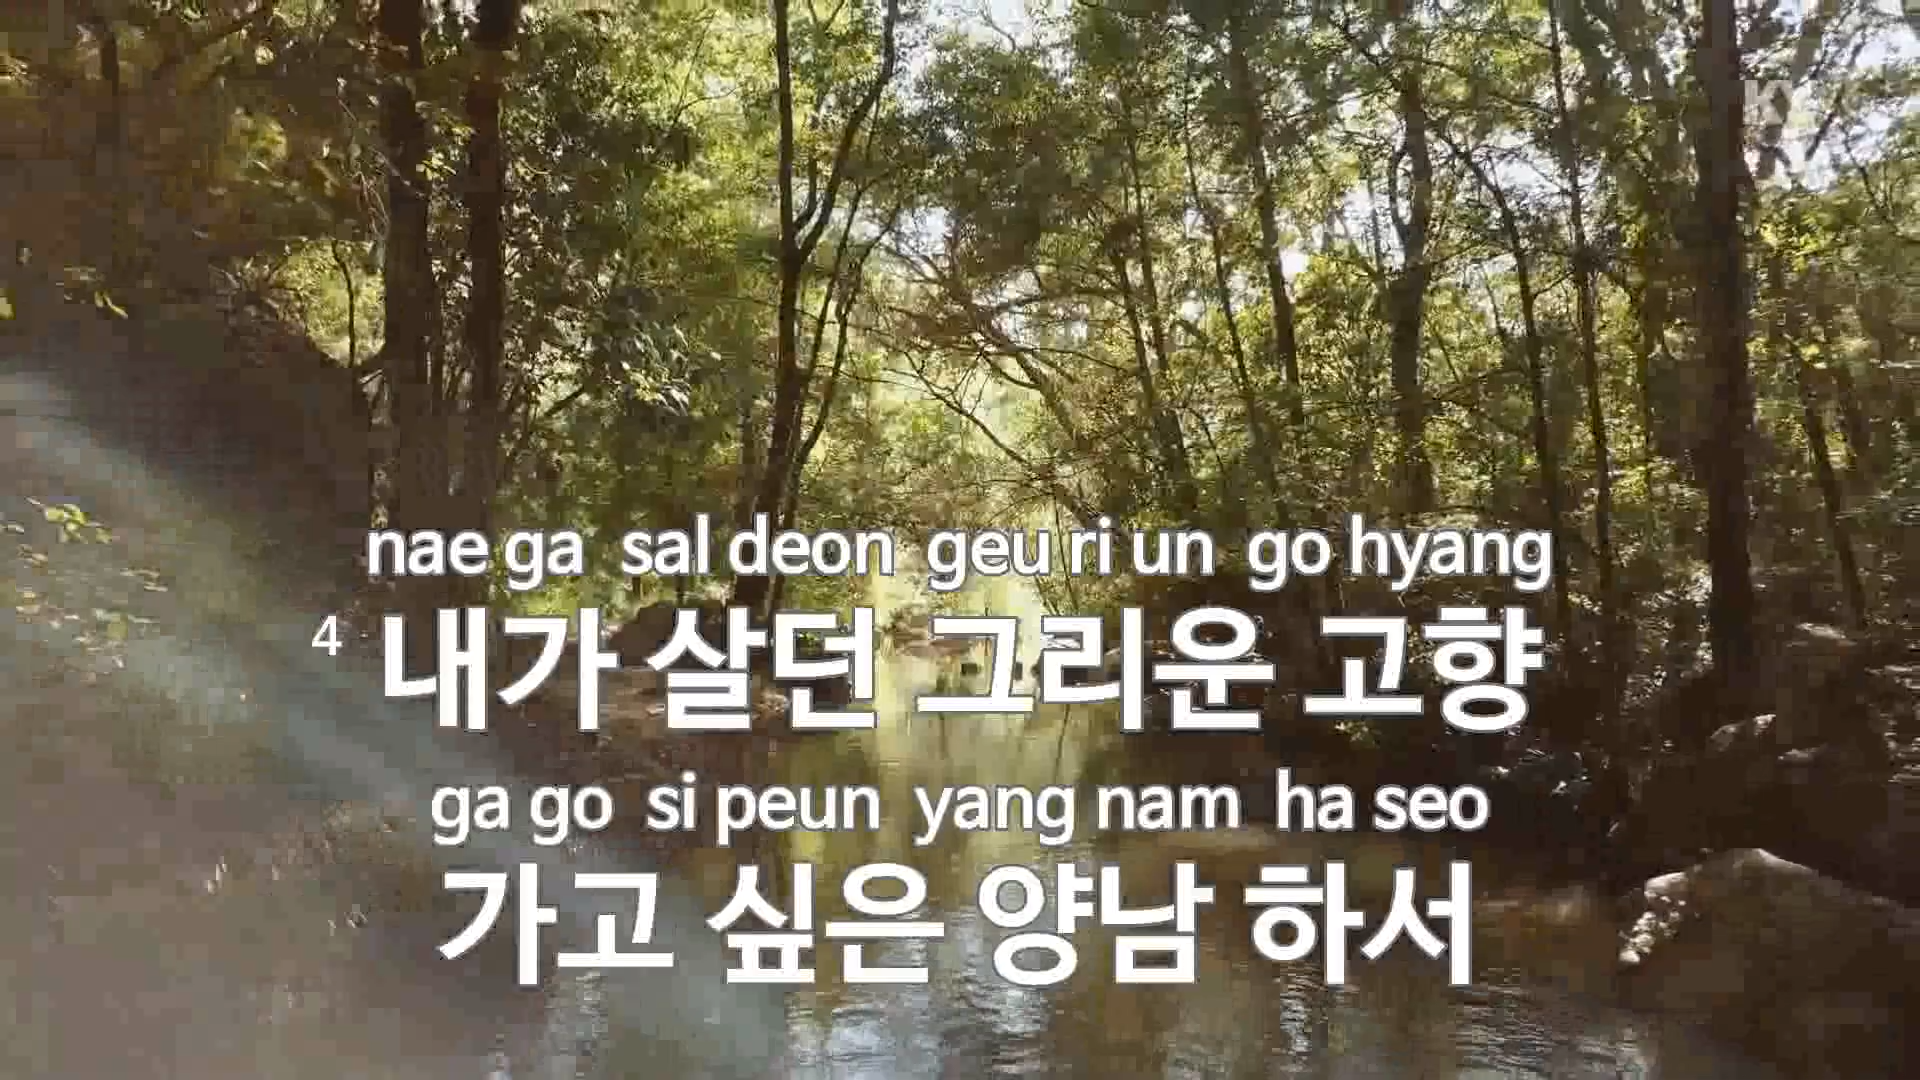 KY
nae ga sal deon geu ri un go hyang
4 내가 살던 그리운 고향
ga go si peun yang nam ha seo
가고 싶은 양남 하서